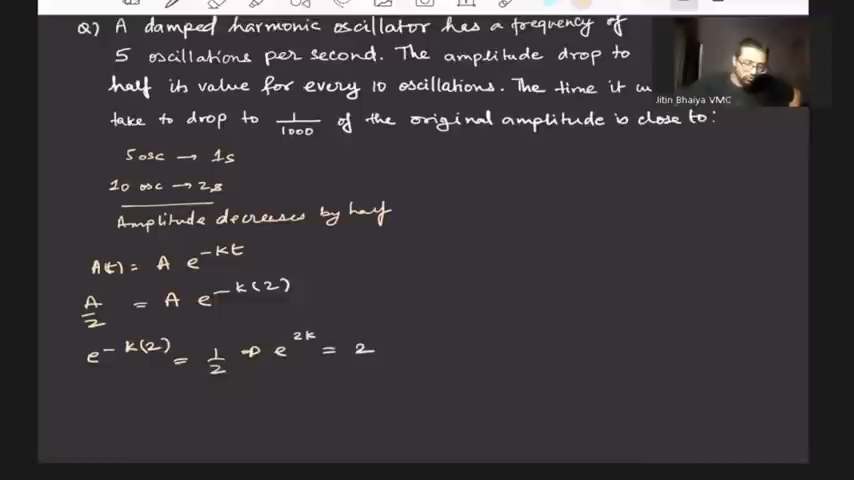 Q) A damped harmonic oscillator has a frequency of
5 oscillations per second. The amplitude drop to
half its value for every 10 oscillations. The time it
take to drop to 1/1000 of the original amplitude is close to:
Jitin Bhaiya VMC
5 osc → 1s
10 osc → 2s
Amplitude decreases by half
A(t) = A e^-kt
A/2 = A e^-k(2)
e^-k(2) = 1/2 → e^2k = 2